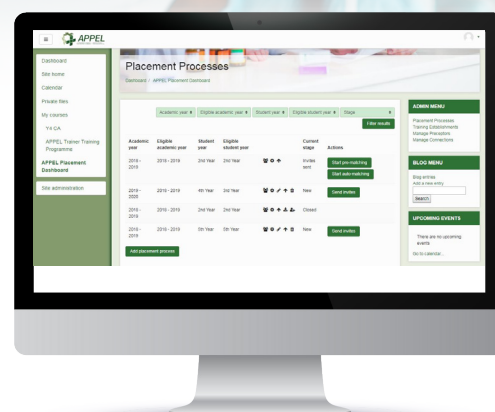 APPEL
Dashboard
Site home
Calendar
Private files
My courses
Y4 CA
APPEL Trainer Training
Programme
APPEL Placement
Dashboard
Site administration
Placement Processes
Dashboard / APPEL Placement Dashboard
Academic year Eligible academic year Student year Eligible student year Stage
Filter results
Academic year Eligible academic year Student year Eligible student year Current stage Actions
2018 - 2019 2018 - 2019 2nd Year 2nd Year Invites sent Start pre-matching
Start auto-matching
2019 - 2020 2018 - 2019 4th Year 3rd Year New Send invites
2018 - 2019 2018 - 2019 2nd Year 2nd Year Closed
2018 - 2019 2018 - 2019 5th Year 5th Year New Send invites
Add placement process
ADMIN MENU
Placement Processes
Training Establishments
Manage Preceptors
Manage Connections
BLOG MENU
Blog entries
Add a new entry
Search
UPCOMING EVENTS
There are no upcoming
events
Go to calendar...